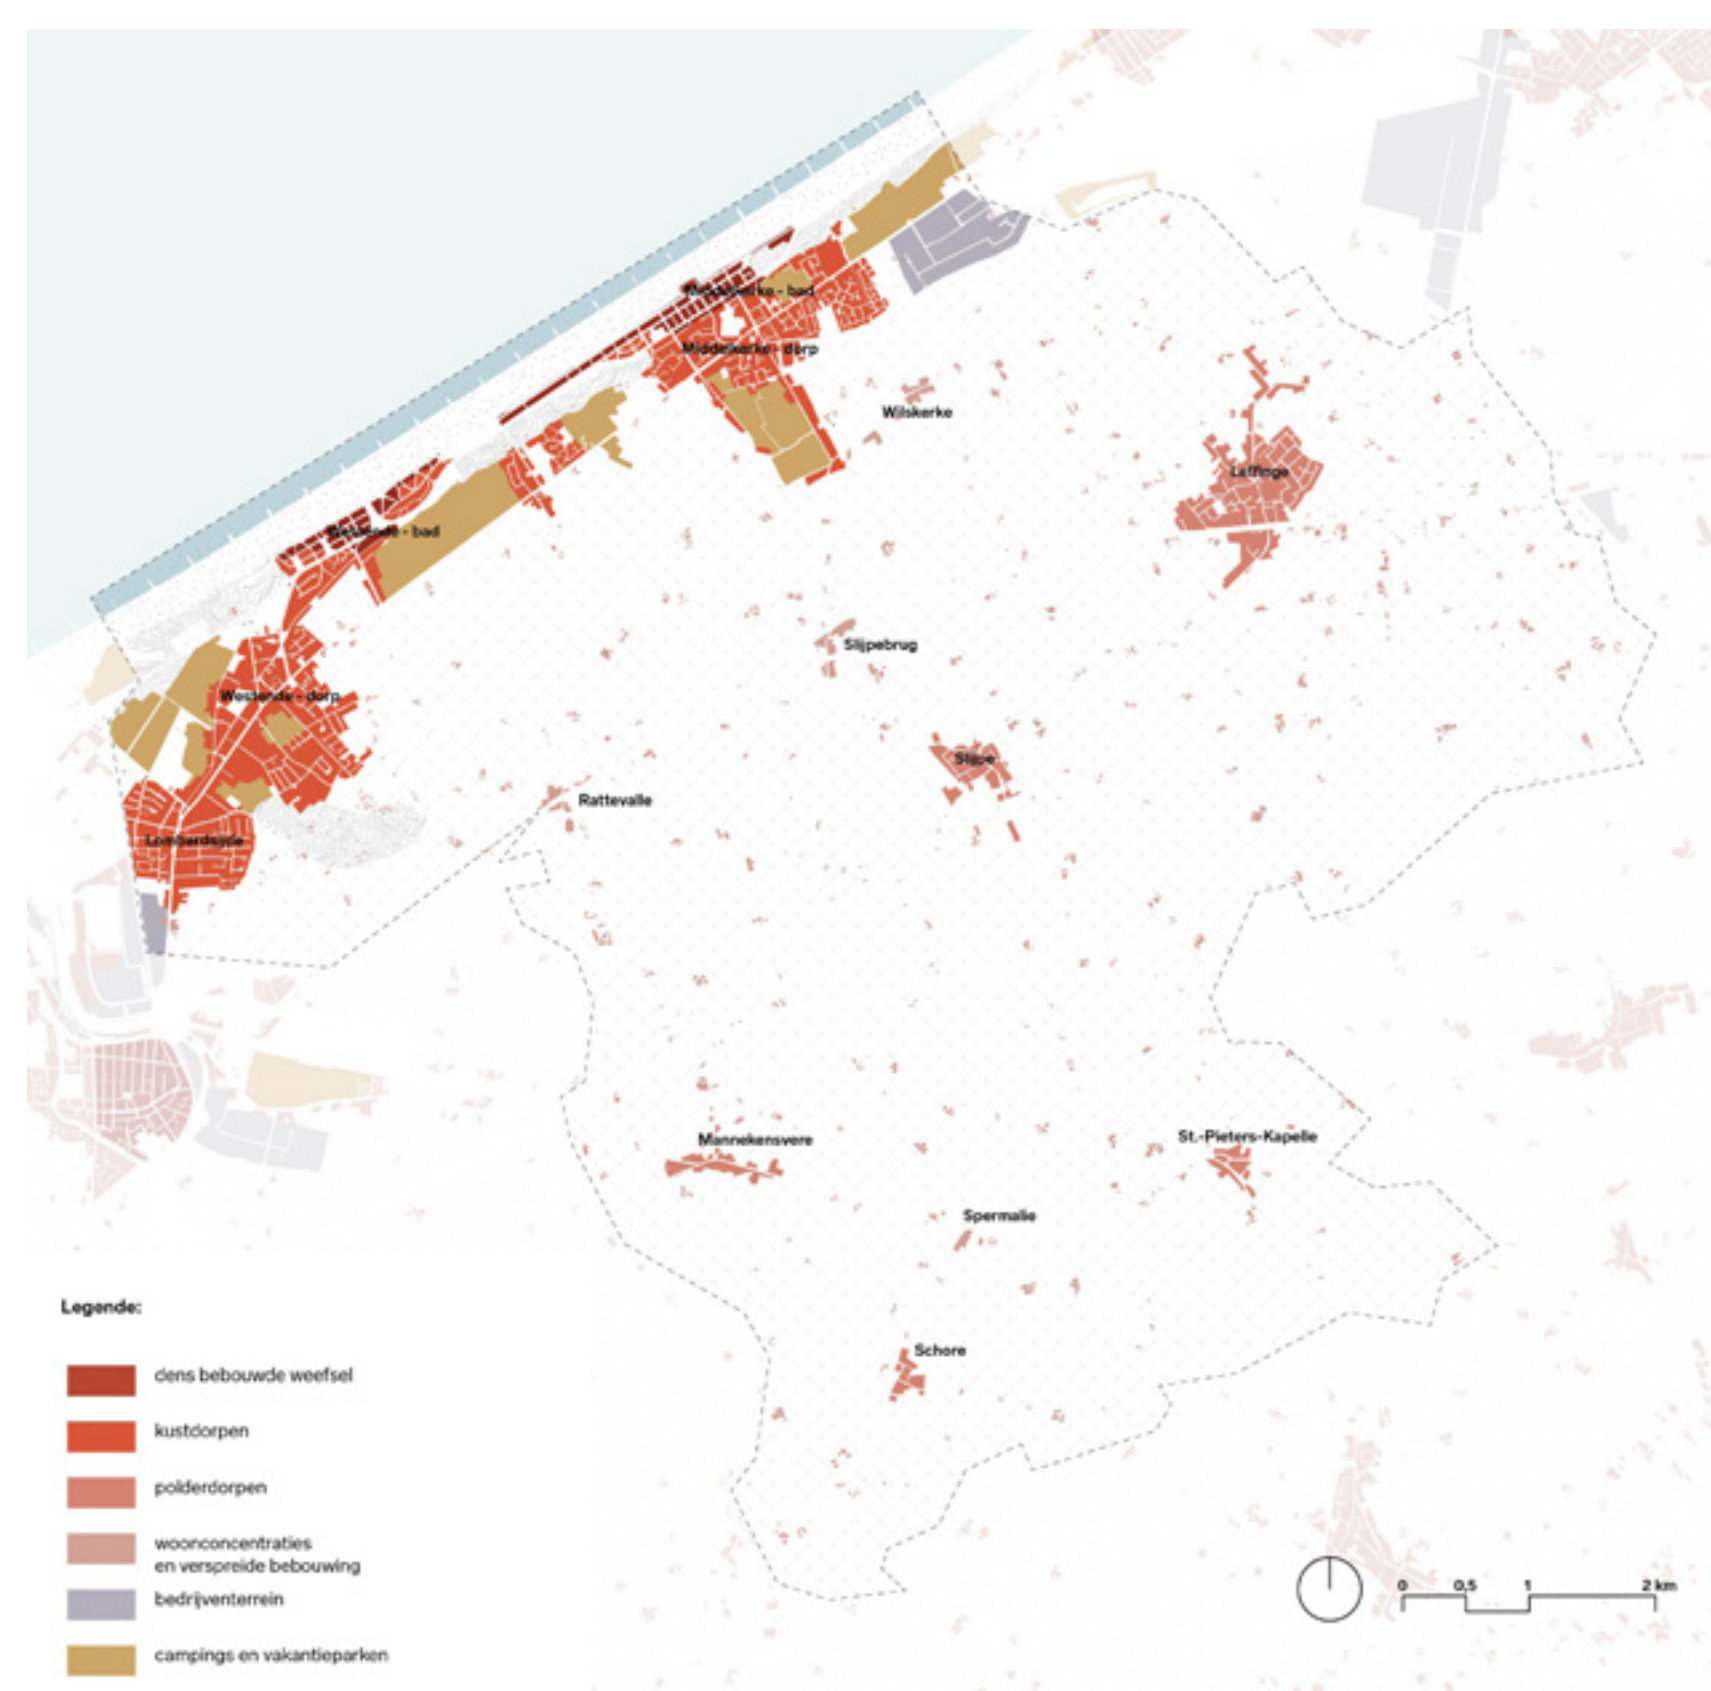 Middelkerke - bad
Middelkerke - dorp
Wilskerke
Leffinge
Westende - bad
Slijpebrug
Westende - dorp
Slijpe
Rattevalle
Lombardsijde
Mannekensvere
St.-Pieters-Kapelle
Spermalie
Schore
Legende:
dens bebouwde weefsel
kustdorpen
polderdorpen
woonconcentraties
en verspreide bebouwing
bedrijventerrein
campings en vakantieparken
0 0,5 1 2 km